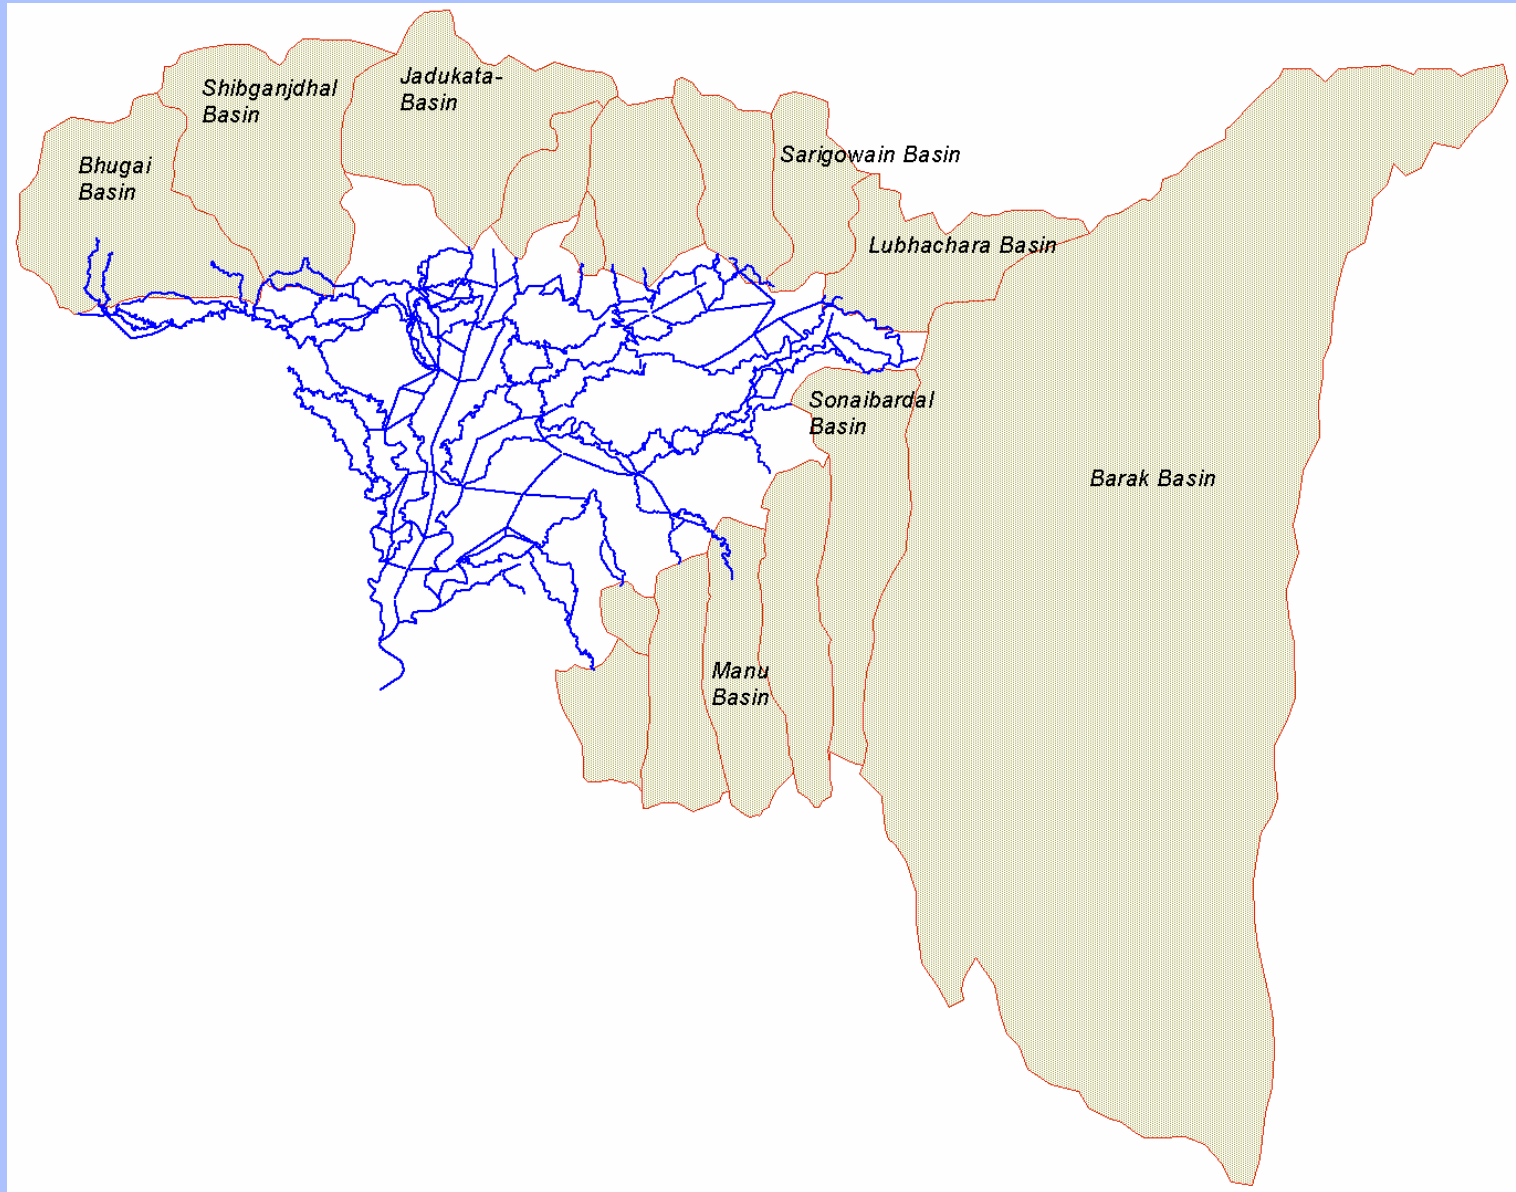 Shibganjdhal
Basin
Jadukata-
Basin
Bhugai
Basin
Sarigowain Basin
Lubhachara Basin
Sonaibardal
Basin
Barak Basin
Manu
Basin